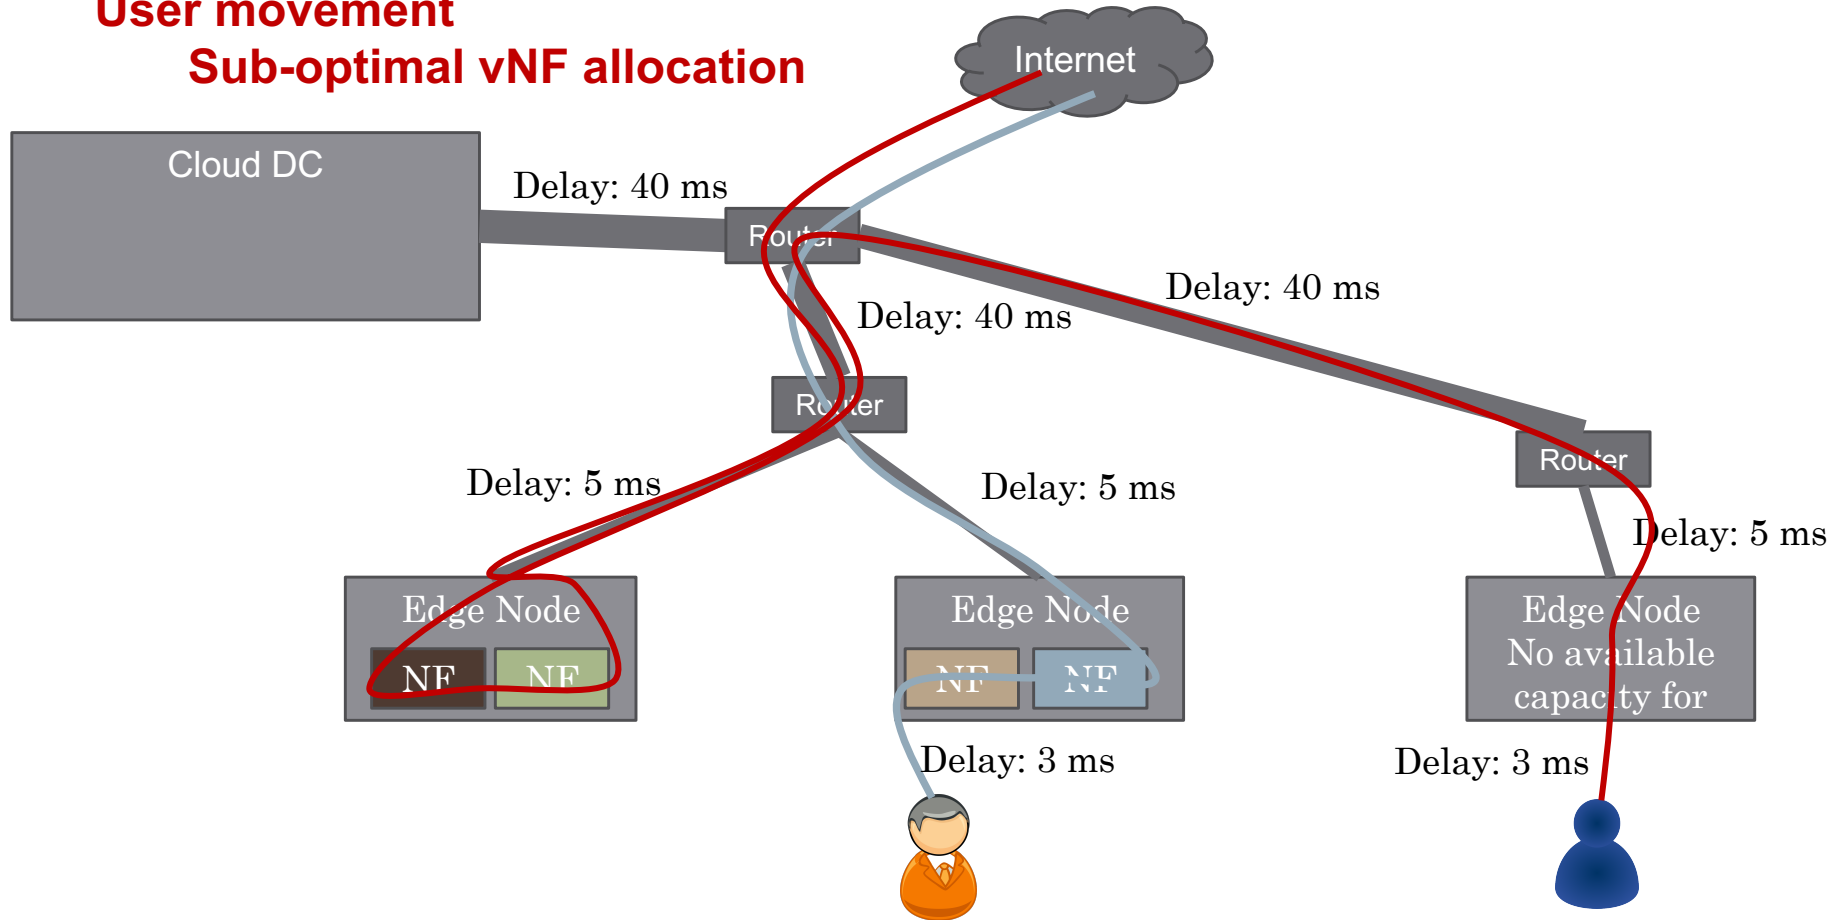 User movement
Sub-optimal vNF allocation
Internet
Cloud DC
Delay: 40 ms
Router
Delay: 40 ms
Delay: 40 ms
Router
Router
Delay: 5 ms
Delay: 5 ms
Delay: 5 ms
Edge Node
NF
NF
Edge Node
NF
NF
Edge Node
No available
capacity for
Delay: 3 ms
Delay: 3 ms